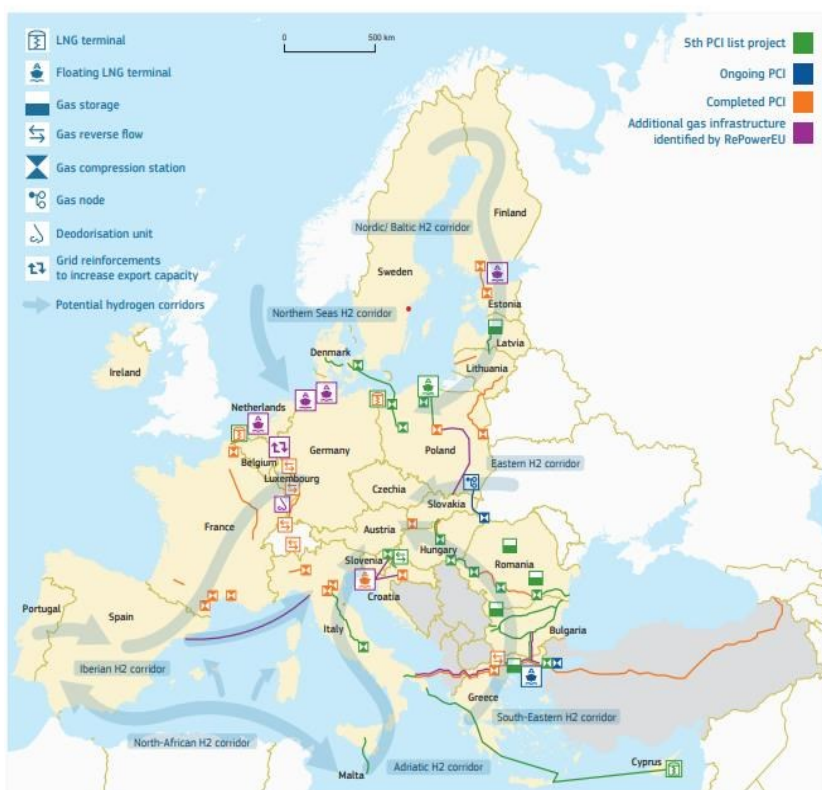 LNG terminal
Floating LNG terminal
Gas storage
Gas reverse flow
Gas compression station
Gas node
Deodorisation unit
Grid reinforcements
to increase export capacity
Potential hydrogen corridors
0
500 km
5th PCI list project
Ongoing PCI
Completed PCI
Additional gas infrastructure
identified by RePowerEU
Finland
Nordic/ Baltic H2 corridor
Sweden
Estonia
Northern Seas H2 corridor
Latvia
Denmark
Lithuania
Ireland
Netherlands
Germany
Poland
Belgium
Eastern H2 corridor
Luxembourg
Czechia
Slovakia
France
Austria
Hungary
Slovenia
Romania
Croatia
Portugal
Spain
Italy
Bulgaria
Iberian H2 corridor
Greece
South-Eastern H2 corridor
North-African H2 corridor
Cyprus
Adriatic H2 corridor
Malta